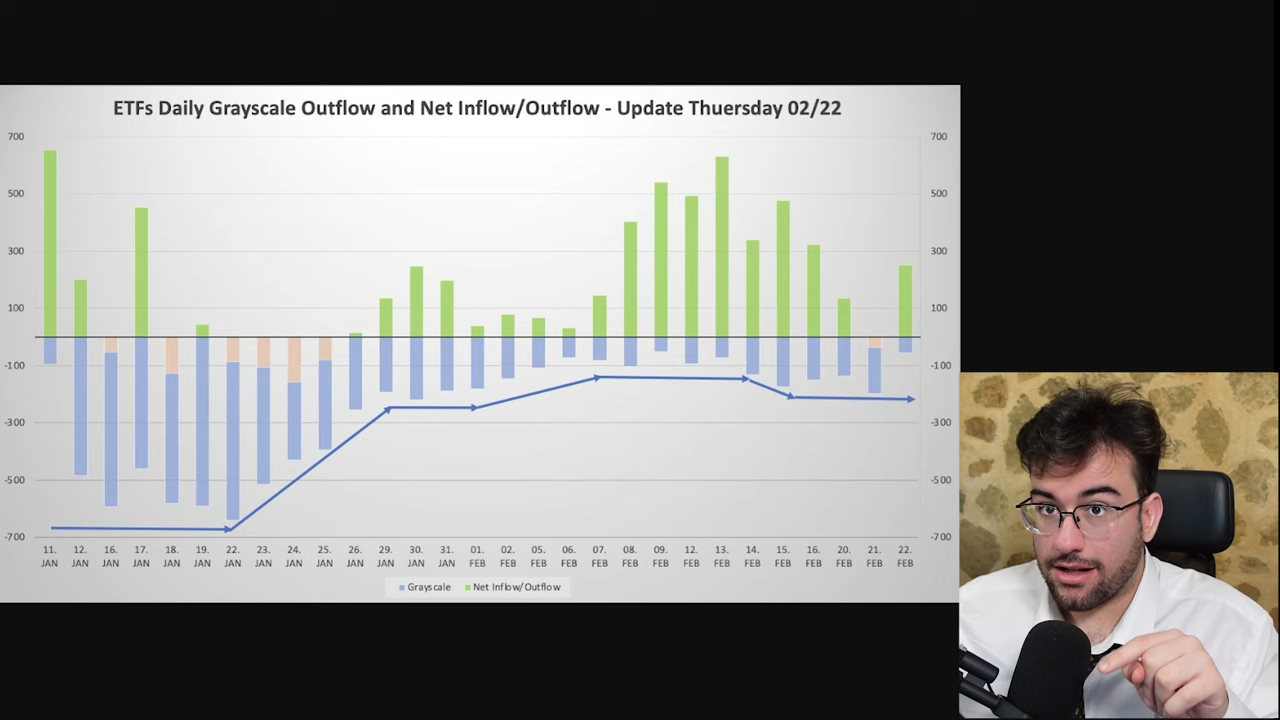 ETFs Daily Grayscale Outflow and Net Inflow/Outflow - Update Thuersday 02/22
700 700
500 500
300 300
100 100
-100 -100
-300 -300
-500 -500
-700 -700
11. 12. 16. 17. 18. 19. 22. 23. 24. 25. 26. 29. 30. 31. 01. 02. 05. 06. 07. 08. 09. 12. 13. 14. 15. 16. 20. 21. 22.
JAN JAN JAN JAN JAN JAN JAN JAN JAN JAN JAN JAN JAN JAN FEB FEB FEB FEB FEB FEB FEB FEB FEB FEB FEB FEB FEB FEB FEB
Grayscale Net Inflow/Outflow